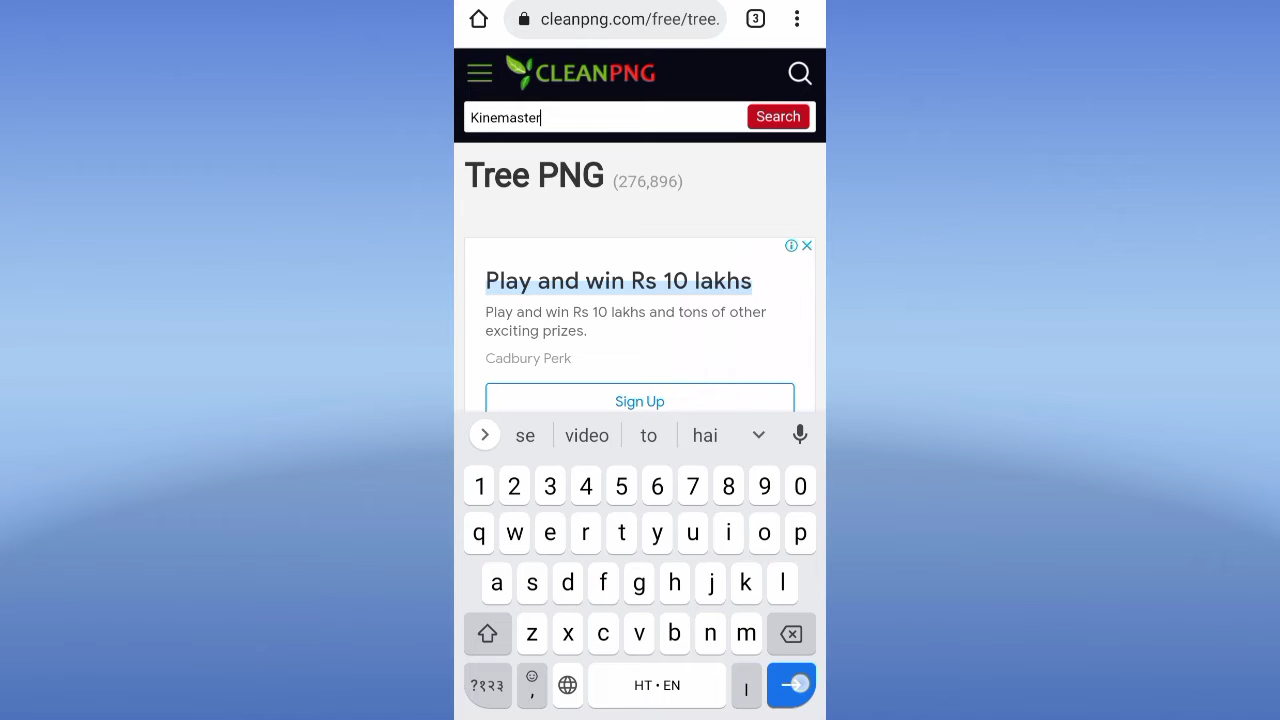 cleanpng.com/free/tree.
3
CLEANPNG
Kinemaster
Search
Tree PNG (276,896)
Play and win Rs 10 lakhs
Play and win Rs 10 lakhs and tons of other
exciting prizes.
Cadbury Perk
Sign Up
se video to hai
1 2 3 4 5 6 7 8 9 0
q w e r t y u i o p
a s d f g h j k l
z x c v b n m
?१२३ , HT • EN ।